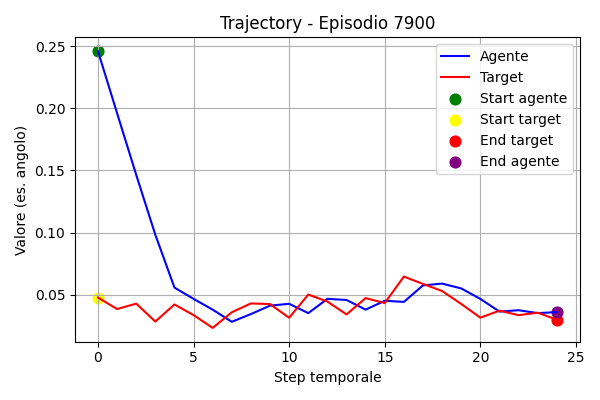 Trajectory - Episodio 7900
Valore (es. angolo)
0.25
0.20
0.15
0.10
0.05
Agente
Target
Start agente
Start target
End target
End agente
0
5
10
15
20
25
Step temporale